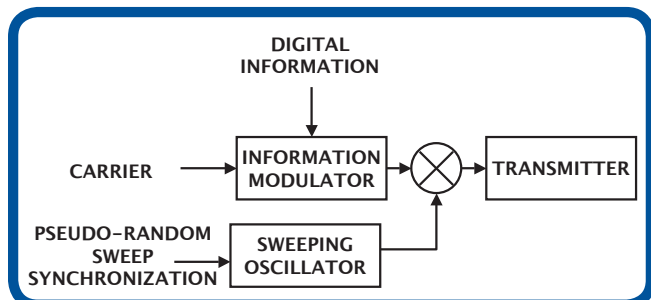 DIGITAL
INFORMATION
CARRIER
INFORMATION
MODULATOR
TRANSMITTER
PSEUDO-RANDOM
SWEEP
SYNCHRONIZATION
SWEEPING
OSCILLATOR